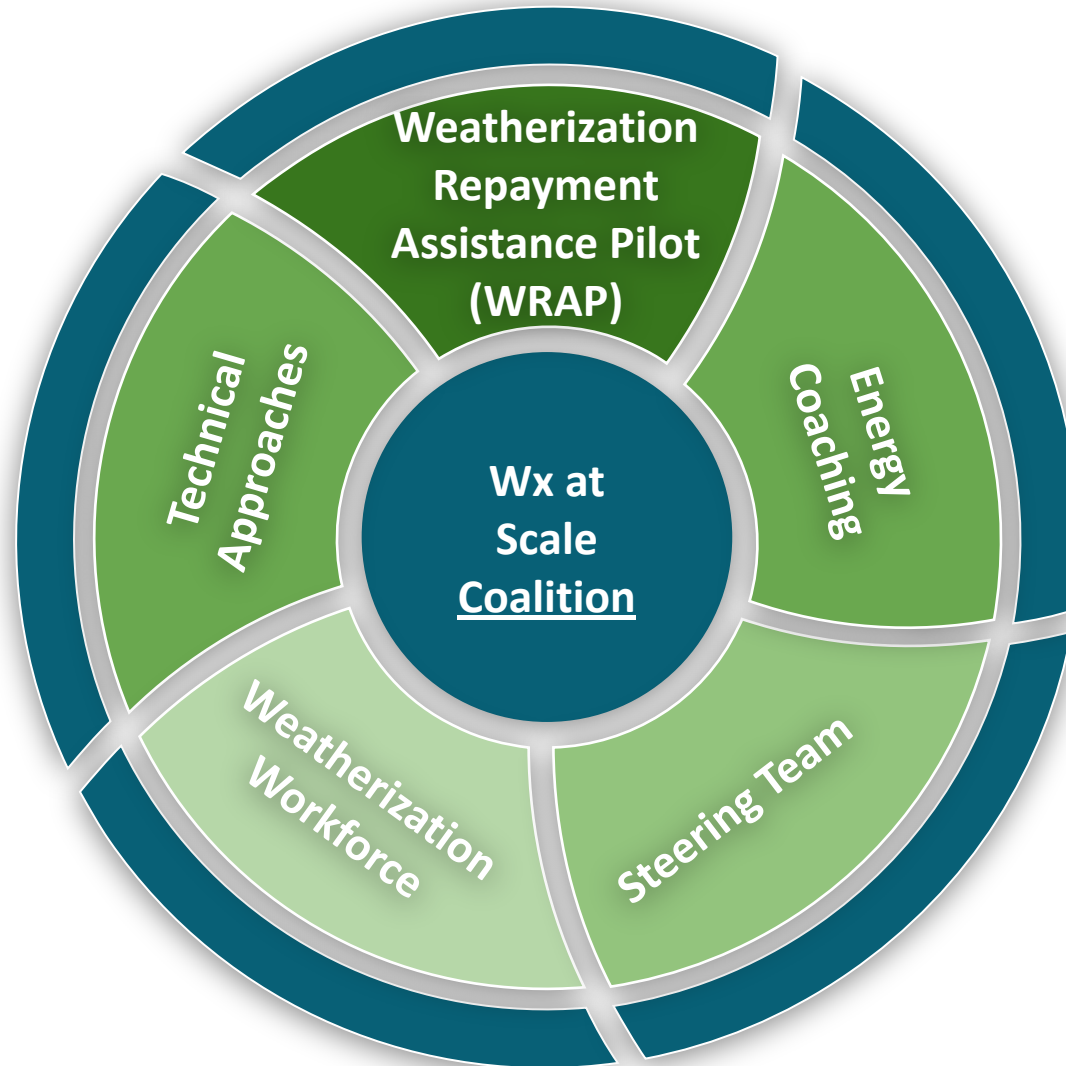 Weatherization
Repayment
Assistance Pilot
(WRAP)
Energy
Coaching
Steering Team
Weatherization
Workforce
Technical
Approaches
Wx at
Scale
Coalition